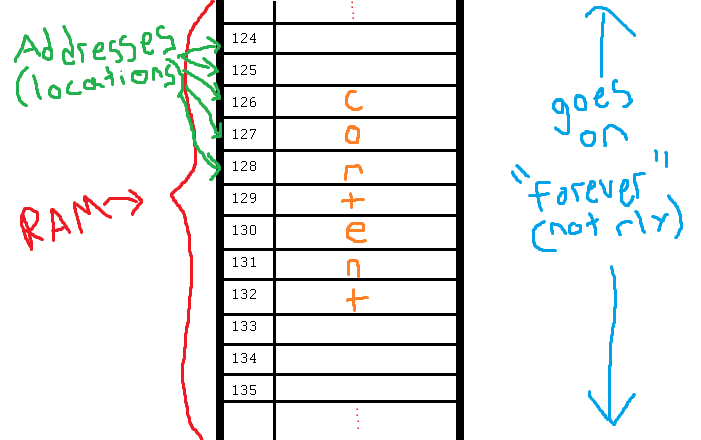 Addresses
(locations)
RAM
124
125
126 c
127 o
128 n
129 t
130 e
131 n
132 t
133
134
135
goes
on
"forever"
(not rly)